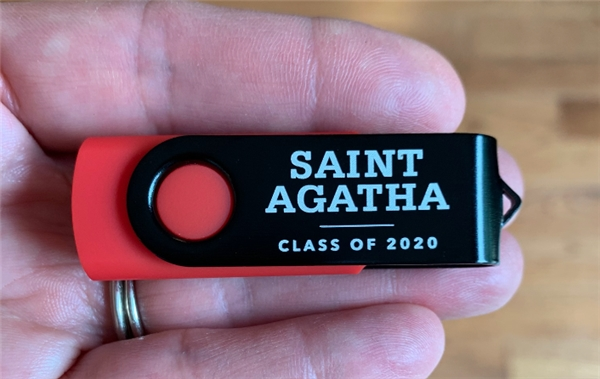 SAINT
AGATHA
CLASS OF 2020